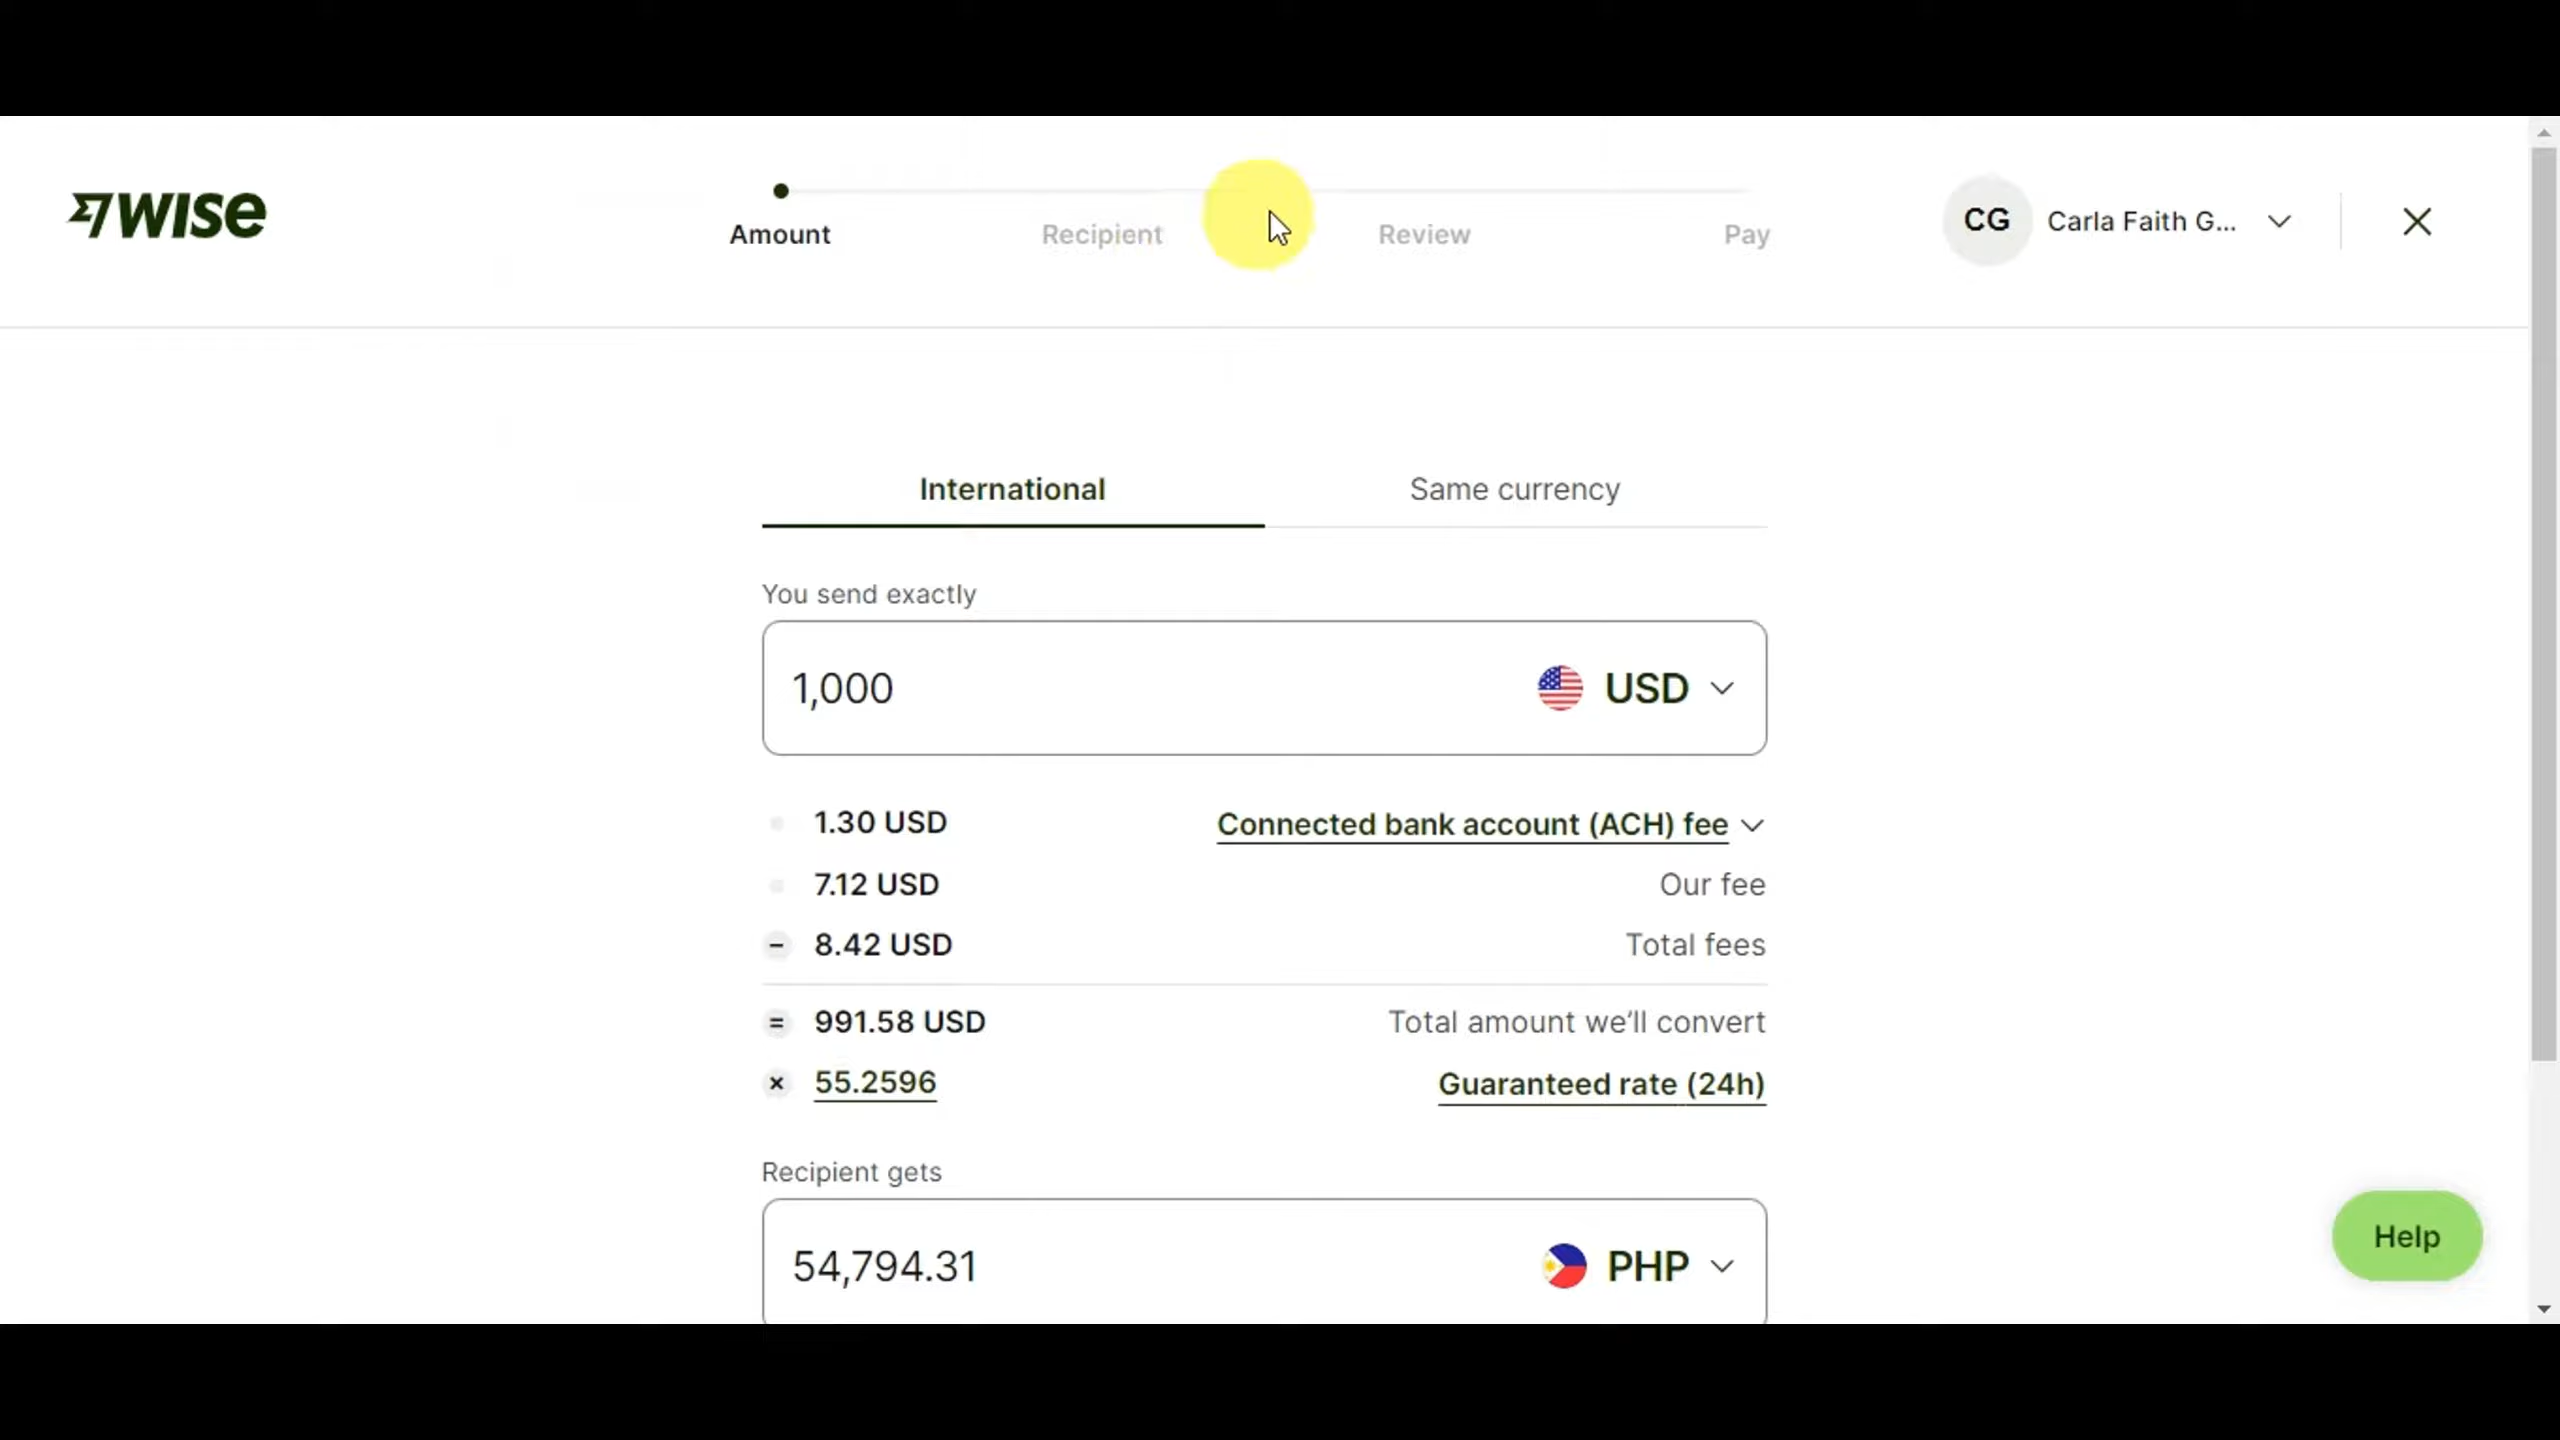 WISE
Amount
Recipient
Review
Pay
CG
Carla Faith G...
International
Same currency
You send exactly
1,000
USD
1.30 USD
Connected bank account (ACH) fee
7.12 USD
Our fee
− 8.42 USD
Total fees
= 991.58 USD
Total amount we'll convert
× 55.2596
Guaranteed rate (24h)
Recipient gets
54,794.31
PHP
Help